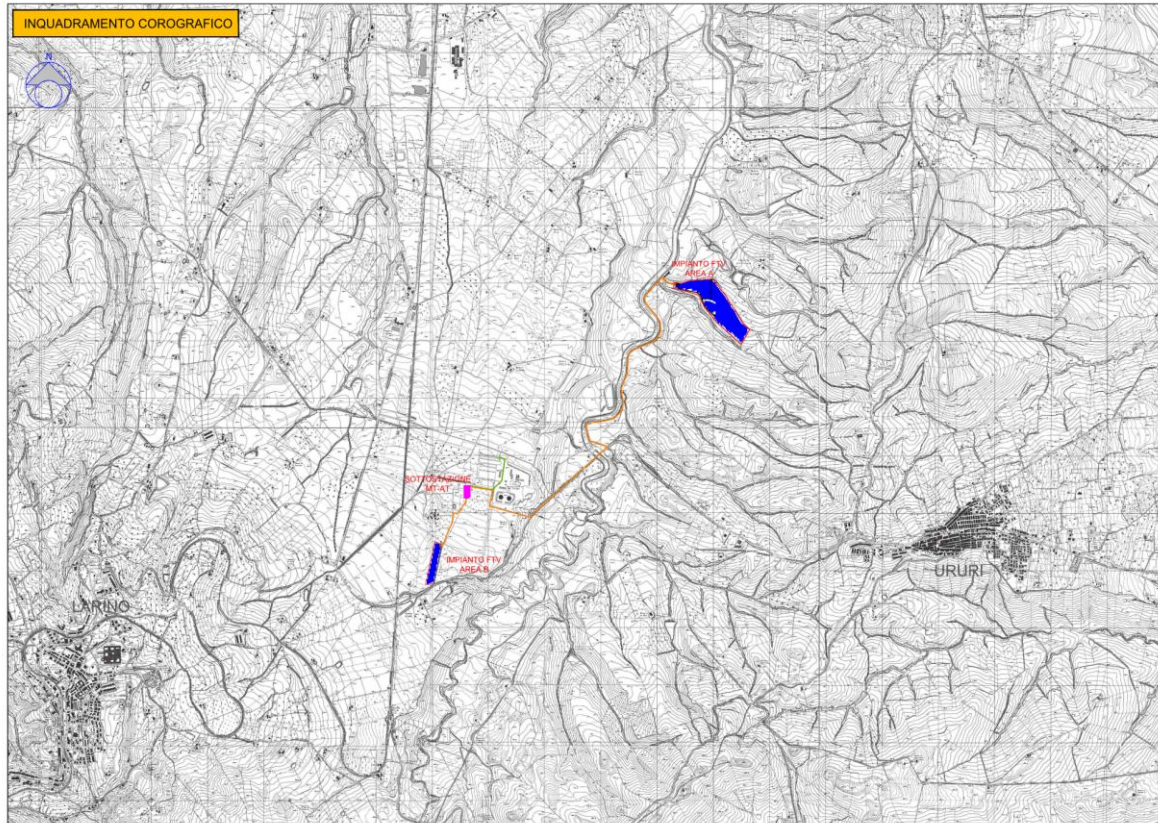 INQUADRAMENTO COROGRAFICO
N
IMPIANTO FTV
AREA A
SOTTOSTAZIONE
MT-AT
IMPIANTO FTV
AREA B
URURI
LARINO